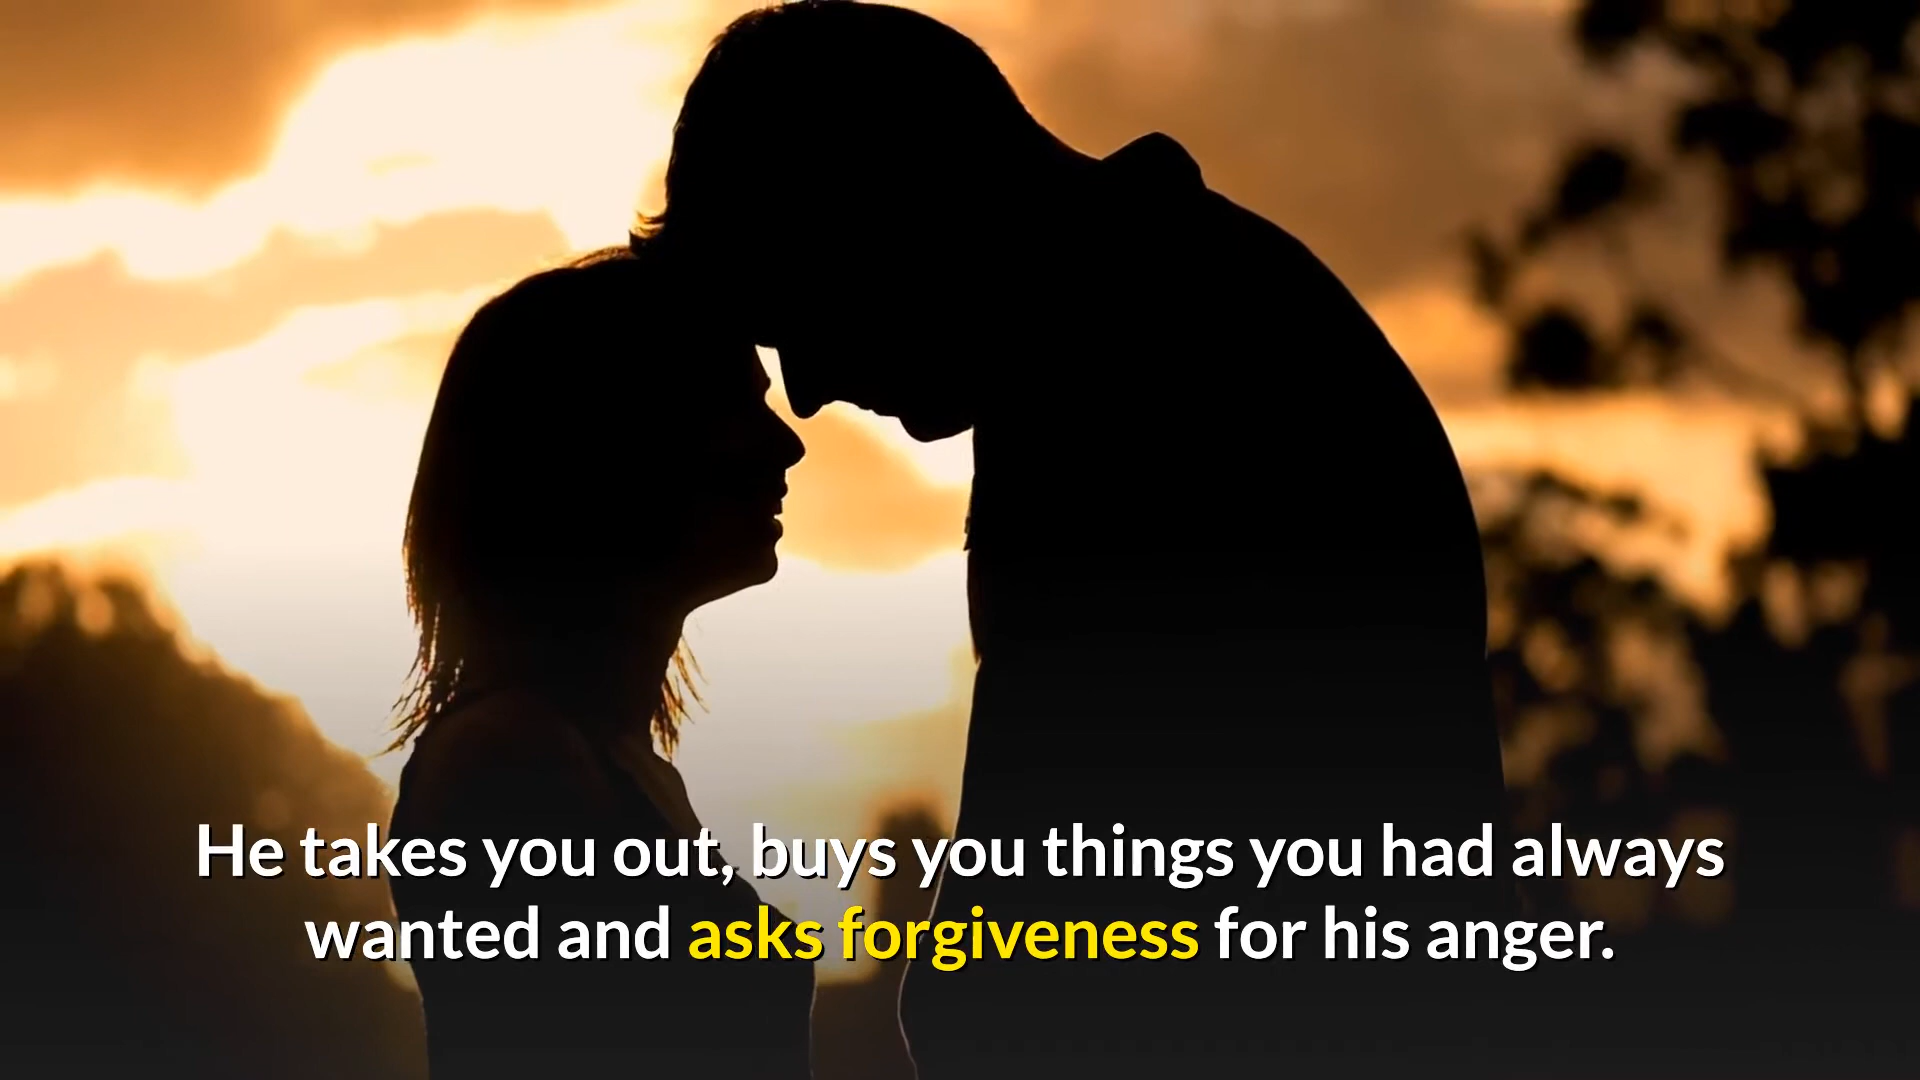 He takes you out, buys you things you had always
wanted and asks forgiveness for his anger.